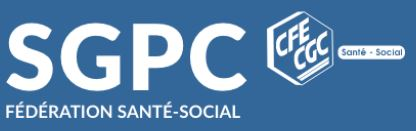 SGPC
CFE
CGC
Santé - Social
FÉDÉRATION SANTÉ-SOCIAL